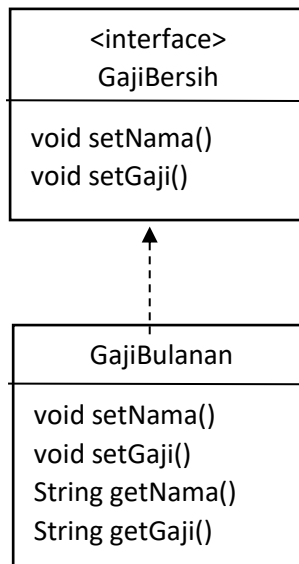 <interface>
GajiBersih
void setNama()
void setGaji()
GajiBulanan
void setNama()
void setGaji()
String getNama()
String getGaji()